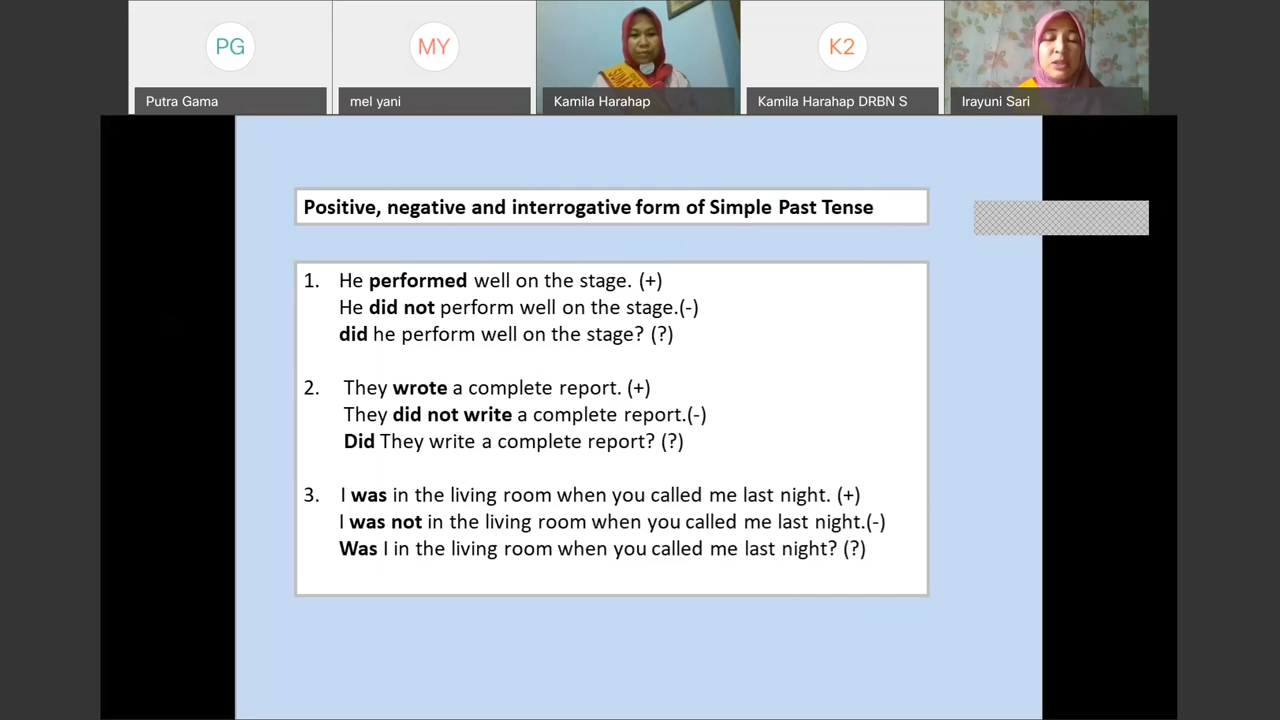 PG
MY
K2
Putra Gama
mel yani
Kamila Harahap
Kamila Harahap DRBN S
Irayuni Sari
Positive, negative and interrogative form of Simple Past Tense
1. He performed well on the stage. (+)
He did not perform well on the stage.(-)
did he perform well on the stage? (?)
2. They wrote a complete report. (+)
They did not write a complete report.(-)
Did They write a complete report? (?)
3. I was in the living room when you called me last night. (+)
I was not in the living room when you called me last night.(-)
Was I in the living room when you called me last night? (?)